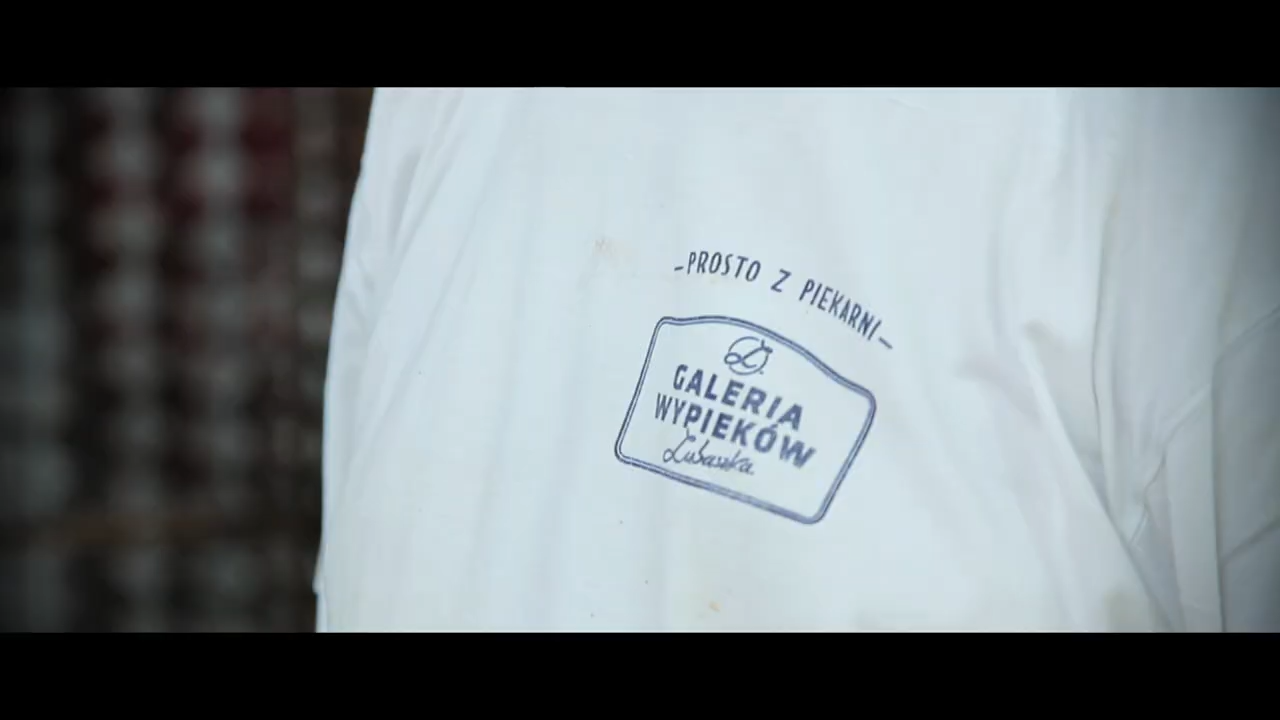 -PROSTO Z PIEKARNI-
L.
GALERIA
WYPIEKÓW
Lubaszka.